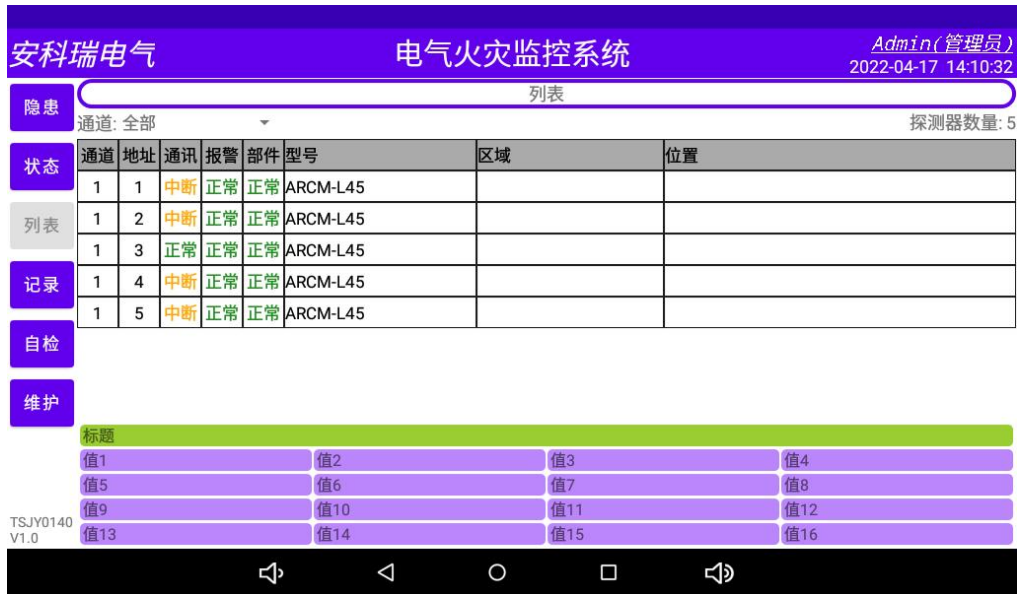 安科瑞电气 电气火灾监控系统 Admin(管理员)
2022-04-17 14:10:32
隐患
状态
列表
记录
自检
维护
TSJY0140
V1.0
列表
通道: 全部 探测器数量: 5
通道 地址 通讯 报警 部件 型号 区域 位置
1 1 中断 正常 正常 ARCM-L45
1 2 中断 正常 正常 ARCM-L45
1 3 正常 正常 正常 ARCM-L45
1 4 中断 正常 正常 ARCM-L45
1 5 中断 正常 正常 ARCM-L45
标题
值1 值2 值3 值4
值5 值6 值7 值8
值9 值10 值11 值12
值13 值14 值15 值16